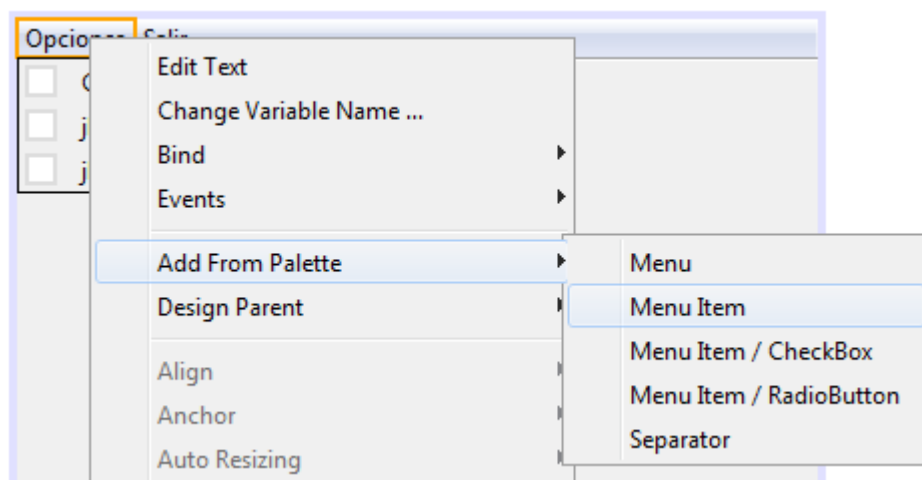 Edit Text
Change Variable Name ...
Bind
Events
Add From Palette
Design Parent
Align
Anchor
Auto Resizing
Menu
Menu Item
Menu Item / CheckBox
Menu Item / RadioButton
Separator